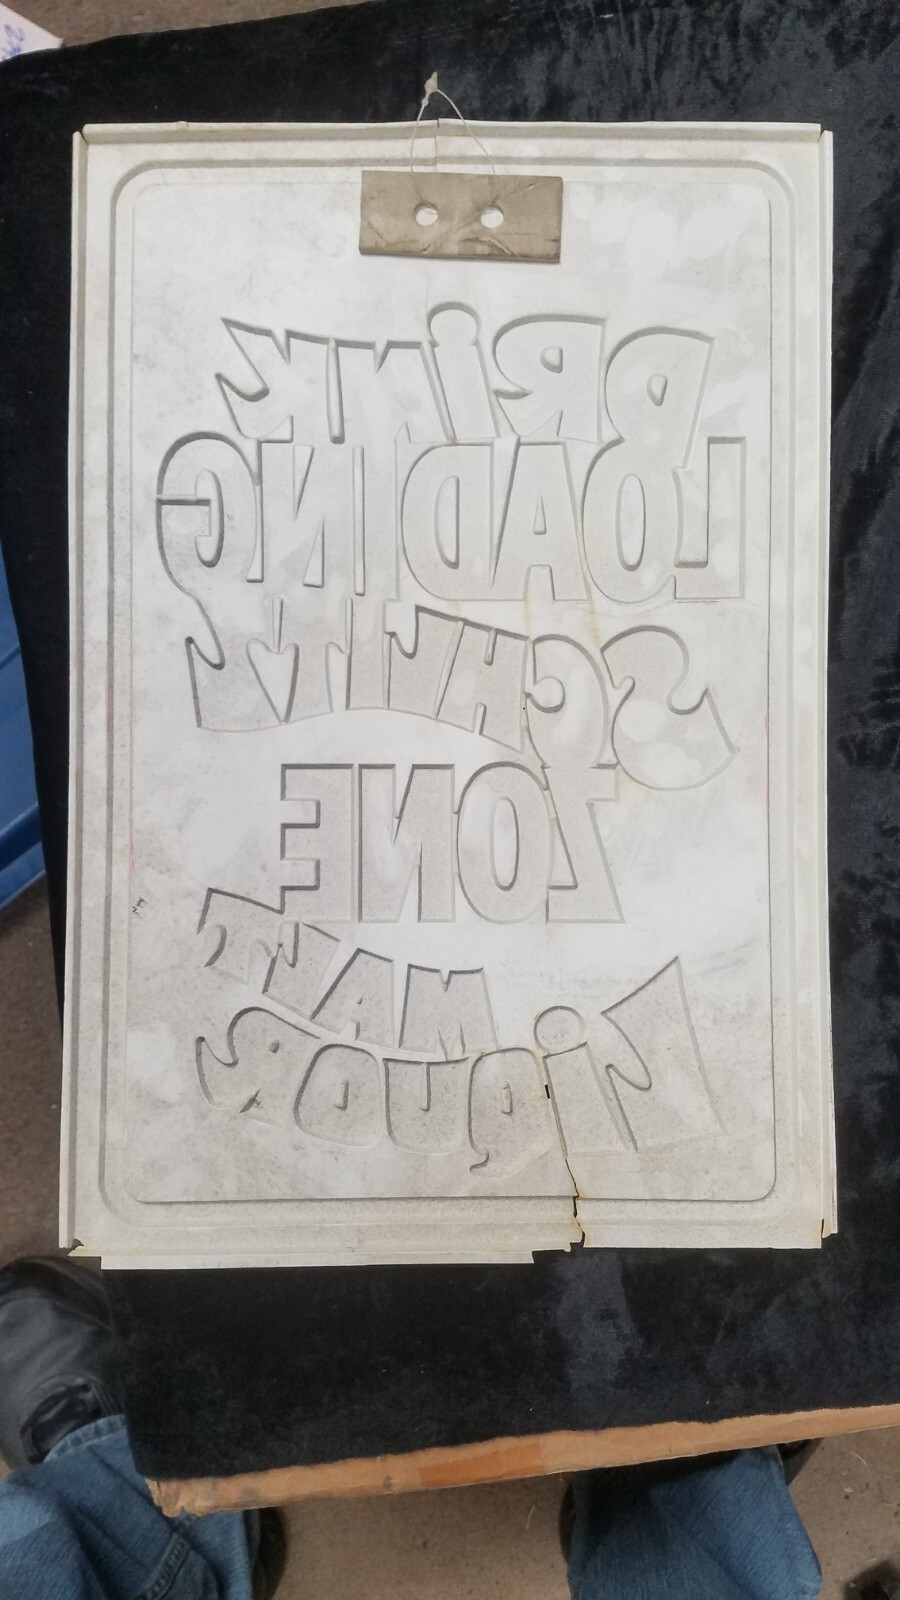 DRiNK
LOADING
SCHLITZ
ZONE
MALT
LiQUOR